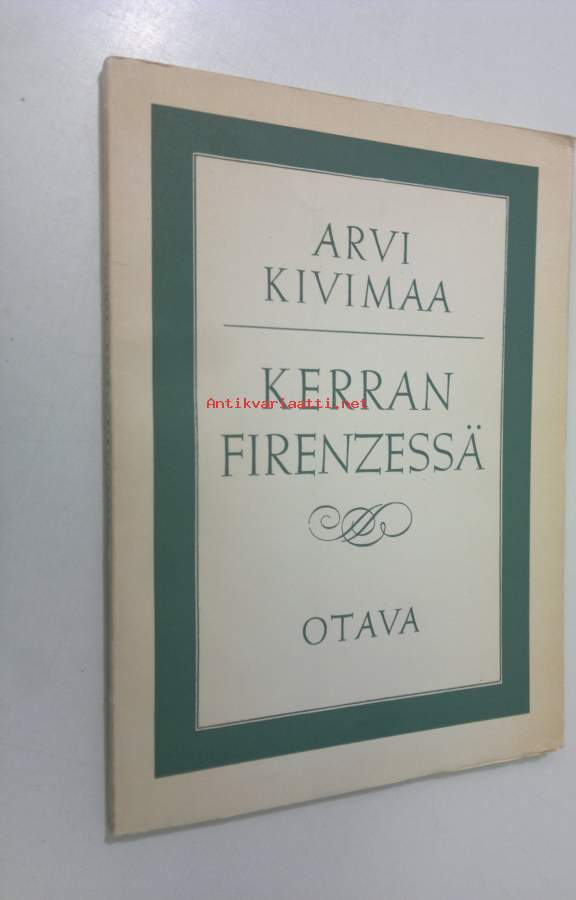 ARVI
KIVIMAA
KERRAN
Antikvariaatti.net
FIRENZESSÄ
OTAVA